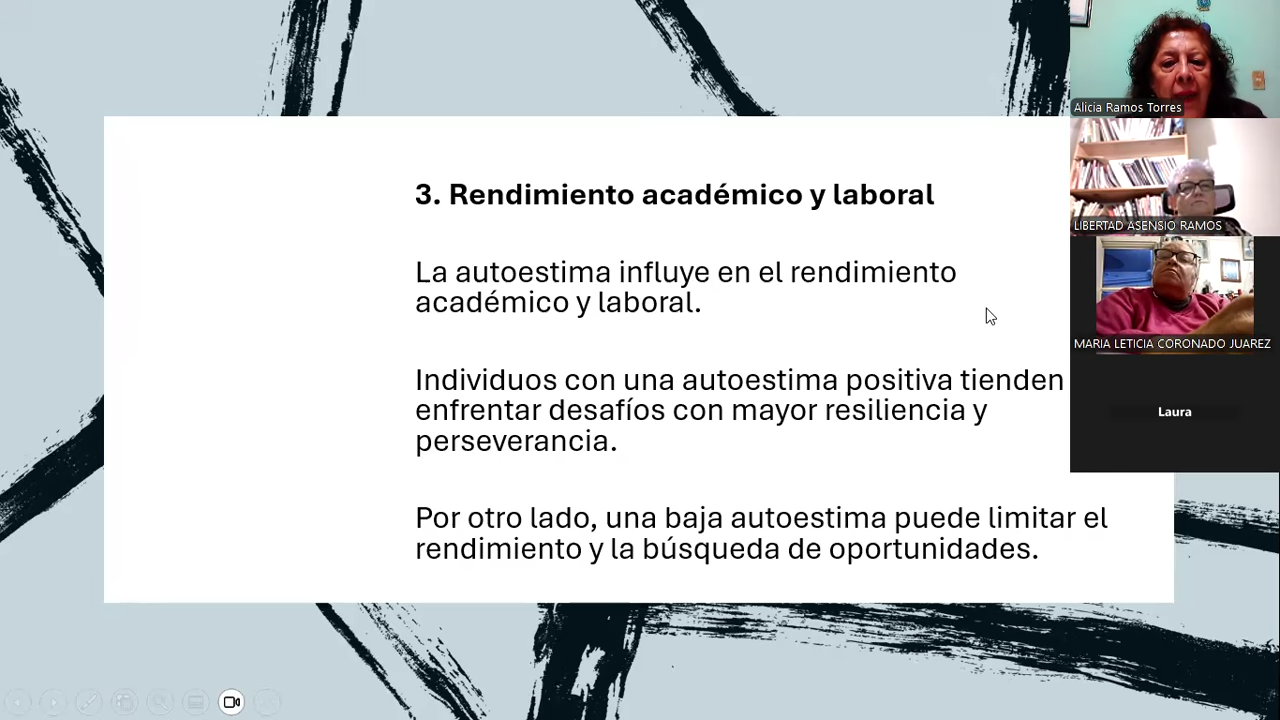 3. Rendimiento académico y laboral
La autoestima influye en el rendimiento
académico y laboral.
Individuos con una autoestima positiva tienden
enfrentar desafíos con mayor resiliencia y
perseverancia.
Por otro lado, una baja autoestima puede limitar el
rendimiento y la búsqueda de oportunidades.
Alicia Ramos Torres
LIBERTAD ASENSIO RAMOS
MARIA LETICIA CORONADO JUAREZ
Laura